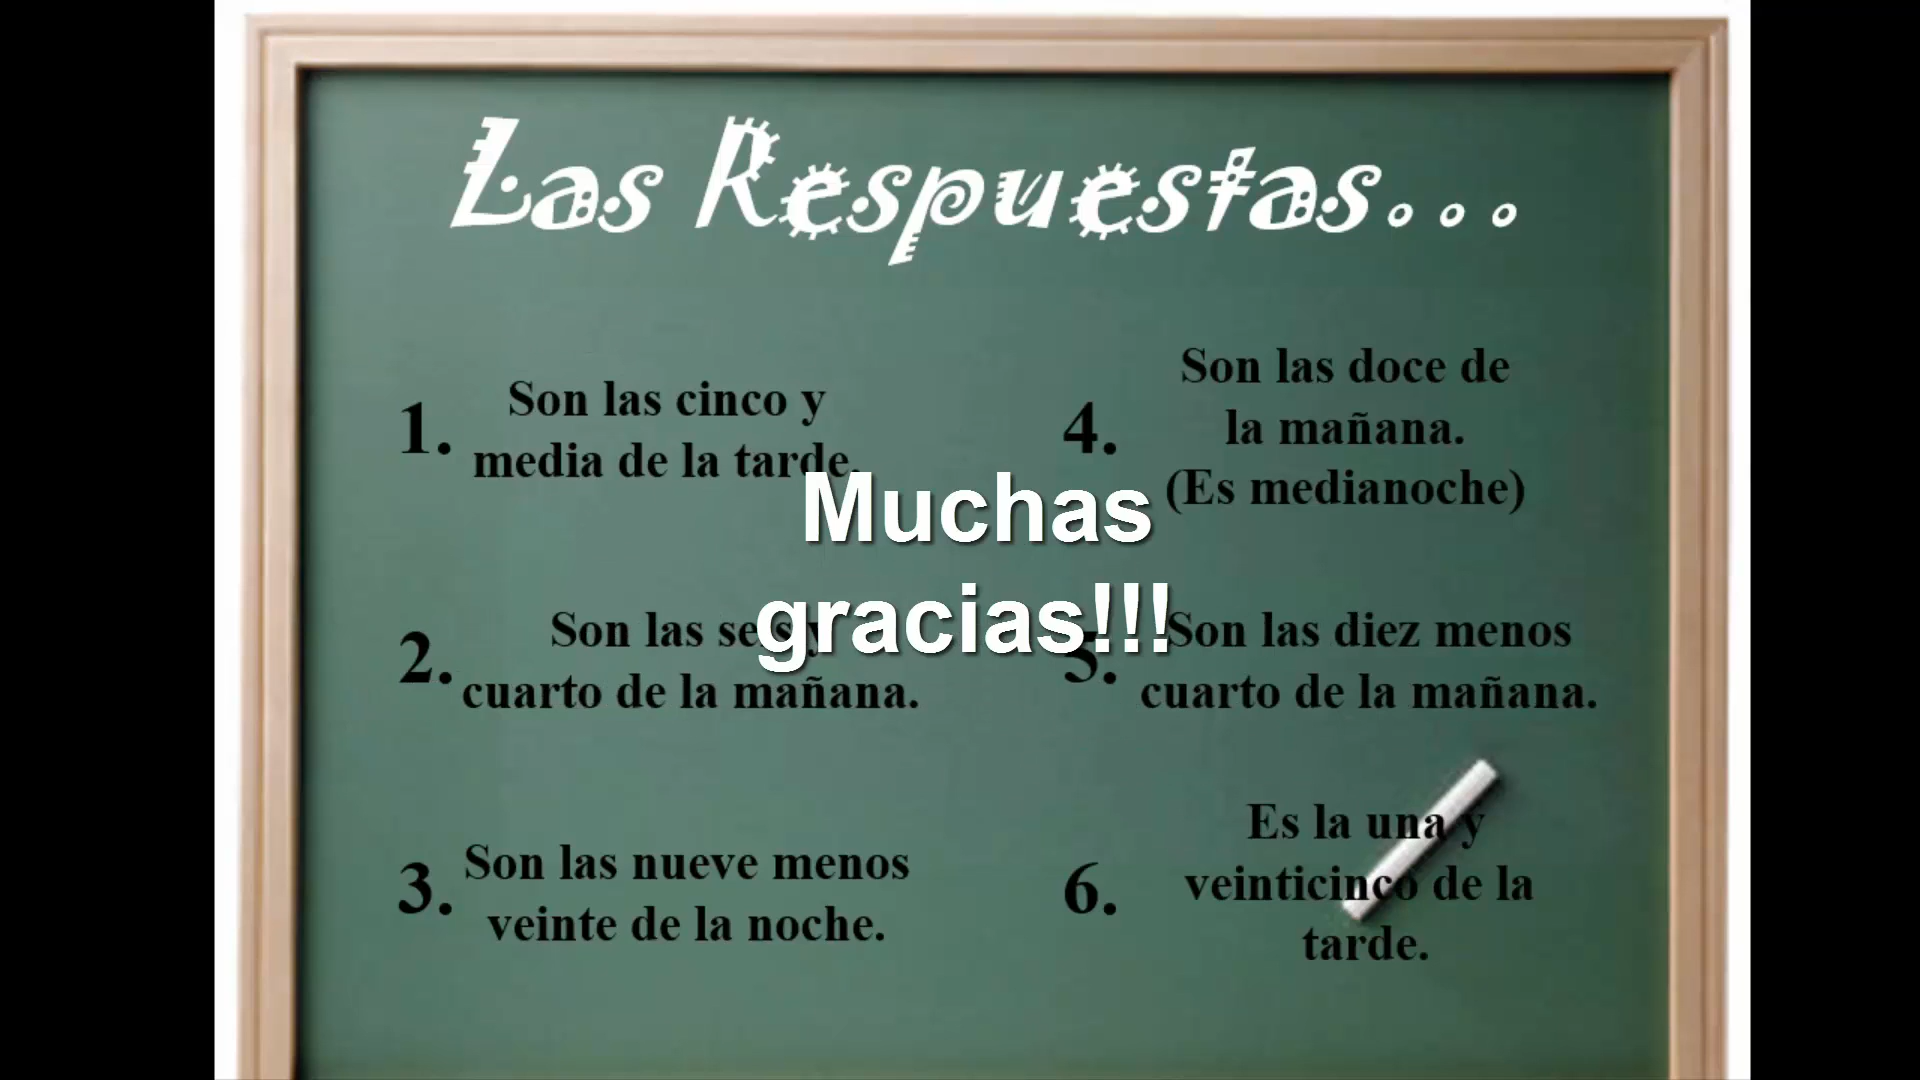 Las Respuestas...
1. Son las cinco y
media de la tarde.
2. Son las seis y
cuarto de la mañana.
3. Son las nueve menos
veinte de la noche.
4. Son las doce de
la mañana.
(Es medianoche)
5. Son las diez menos
cuarto de la mañana.
6. Es la una y
veinticinco de la
tarde.
Muchas
gracias!!!